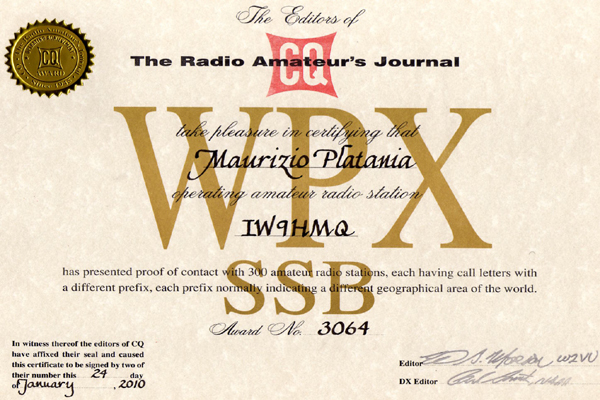 The Editors of
CQ
The Radio Amateur's Journal
CQ
AWARD
WPX
take pleasure in certifying that
Maurizio Platania
operating amateur radio station
IW9HMQ
has presented proof of contact with 300 amateur radio stations, each having call letters with
a different prefix, each prefix normally indicating a different geographical area of the world.
SSB
Award No. 3064
In witness thereof the editors of CQ
have affixed their seal and caused
this certificate to be signed by two of
their number this 24 day
of January, 2010
Editor W2VU
DX Editor